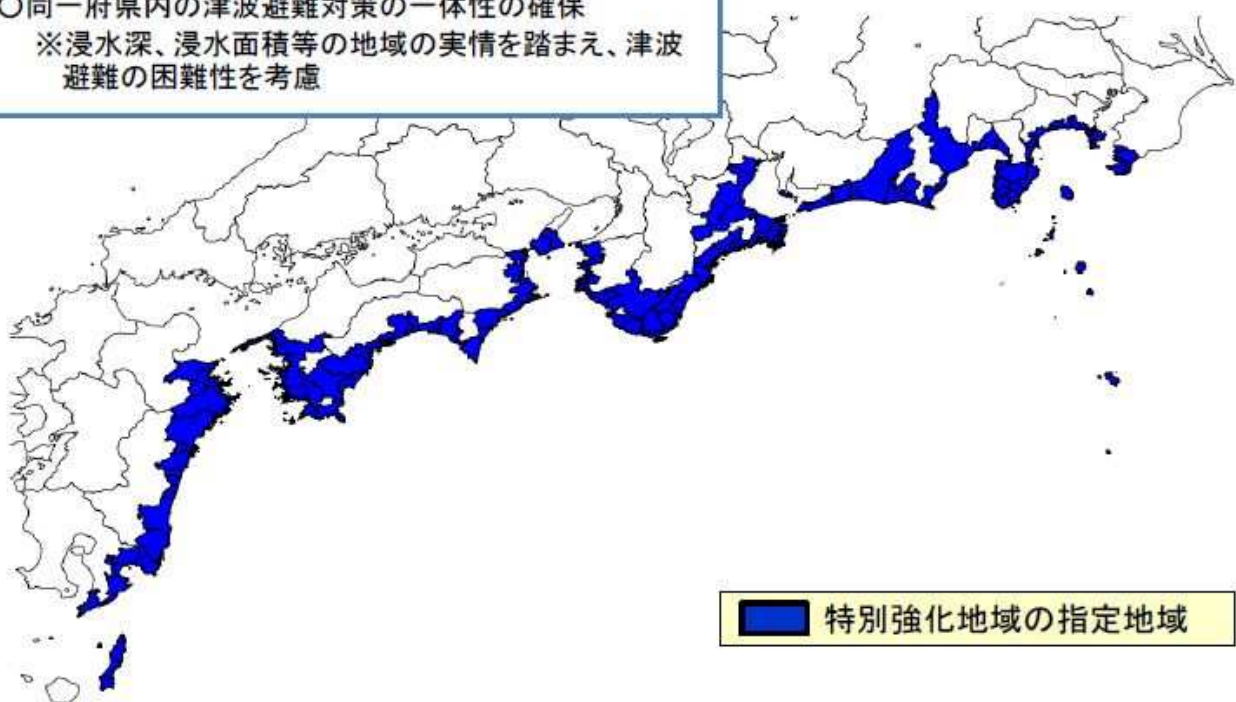 〇同一府県内の津波避難対策の一体性の確保
※浸水深、浸水面積等の地域の実情を踏まえ、津波
避難の困難性を考慮
特別強化地域の指定地域